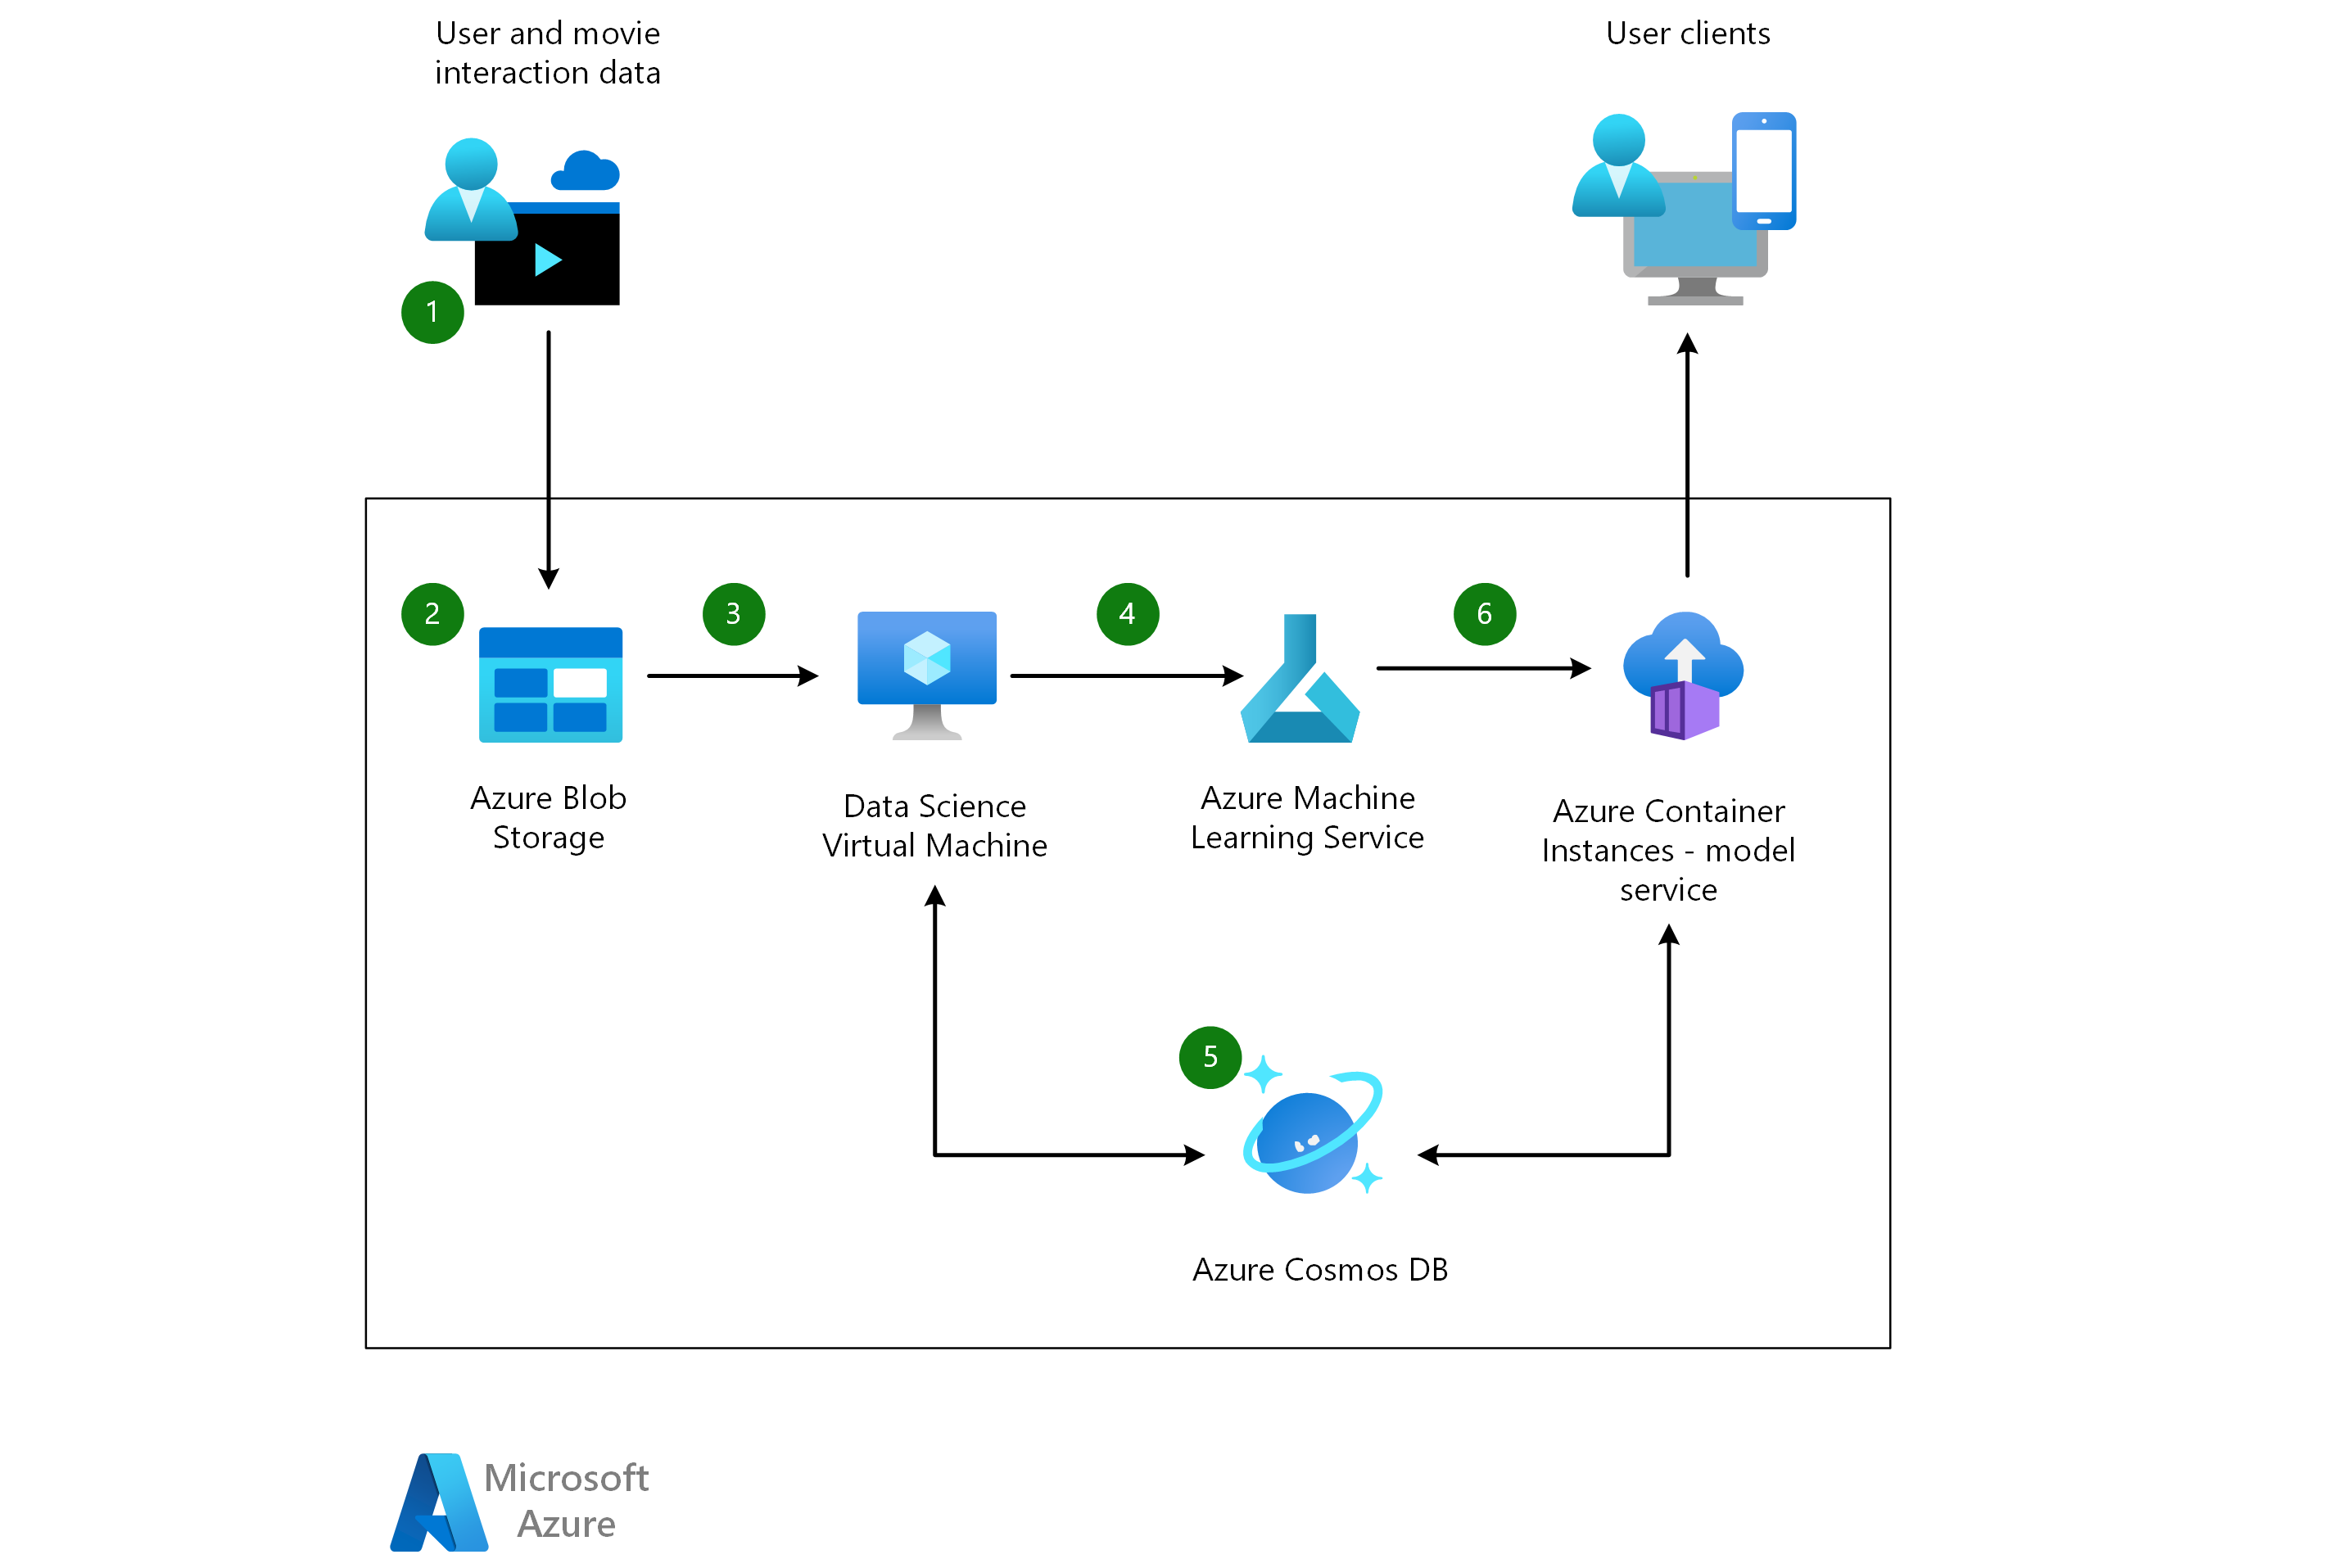 User and movie
interaction data
User clients
1
2
3
4
6
Azure Blob
Storage
Data Science
Virtual Machine
Azure Machine
Learning Service
Azure Container
Instances - model
service
5
Azure Cosmos DB
Microsoft
Azure